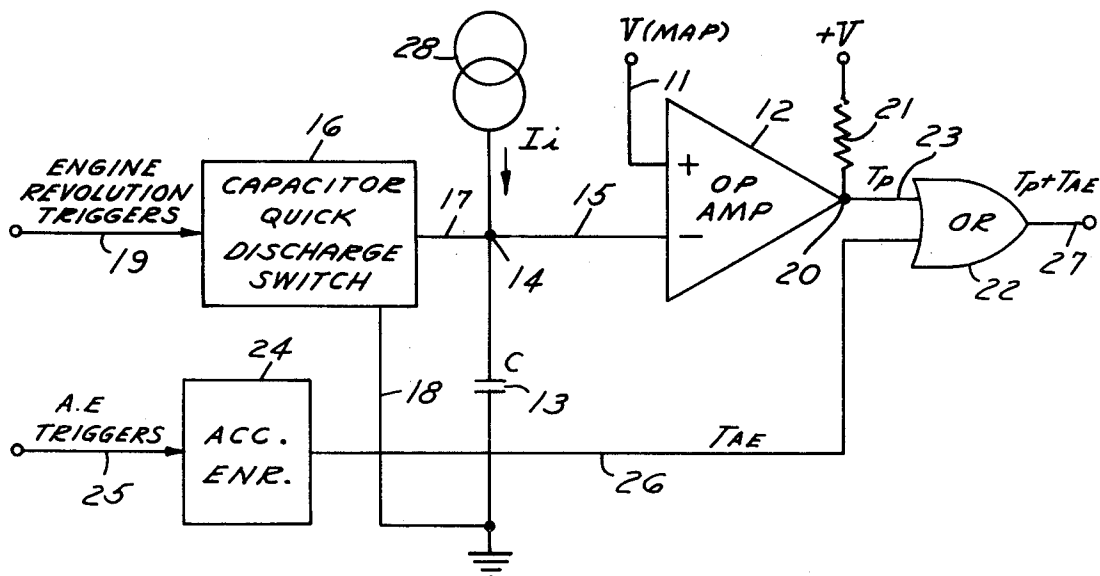 28
V(MAP)
+V
11
12
21
16
Ii
ENGINE
REVOLUTION
TRIGGERS
CAPACITOR
QUICK
DISCHARGE
SWITCH
17
15
+
OP
AMP
−
TP
23
TP+TAE
OR
19
14
20
22
27
24
C
13
18
A.E
TRIGGERS
ACC.
ENR.
TAE
25
26